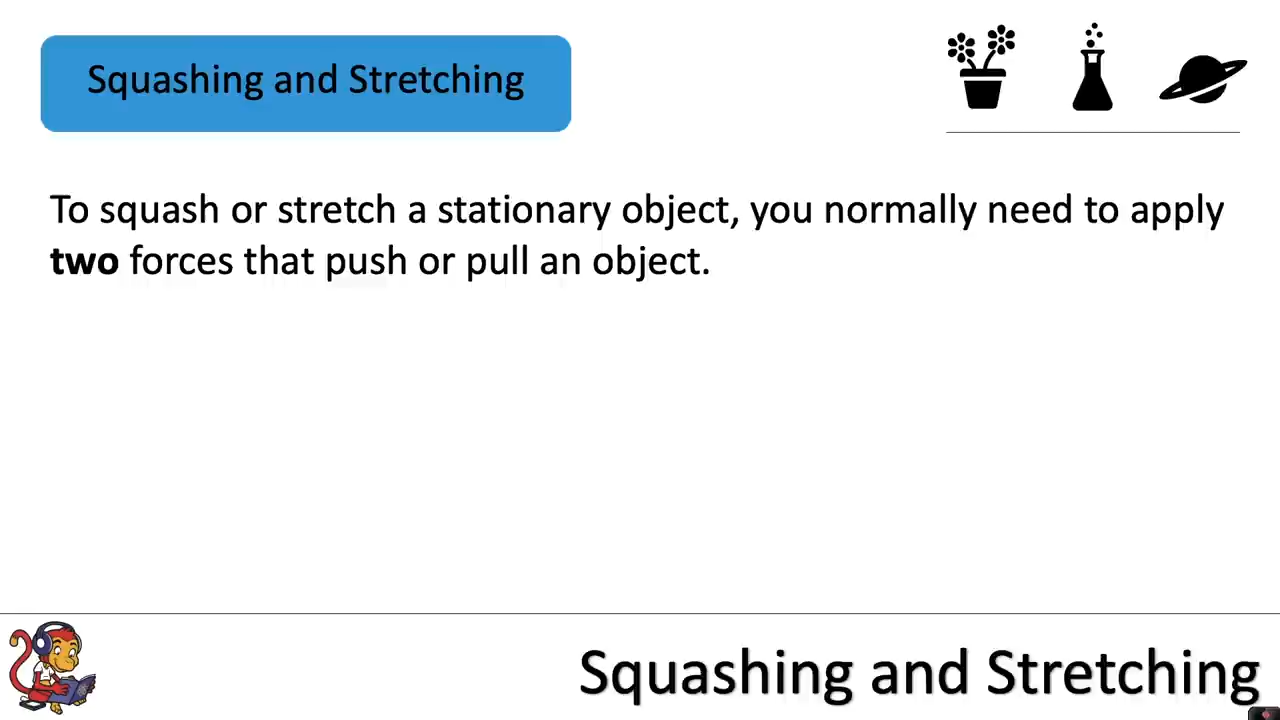 Squashing and Stretching
To squash or stretch a stationary object, you normally need to apply
two forces that push or pull an object.
Squashing and Stretching